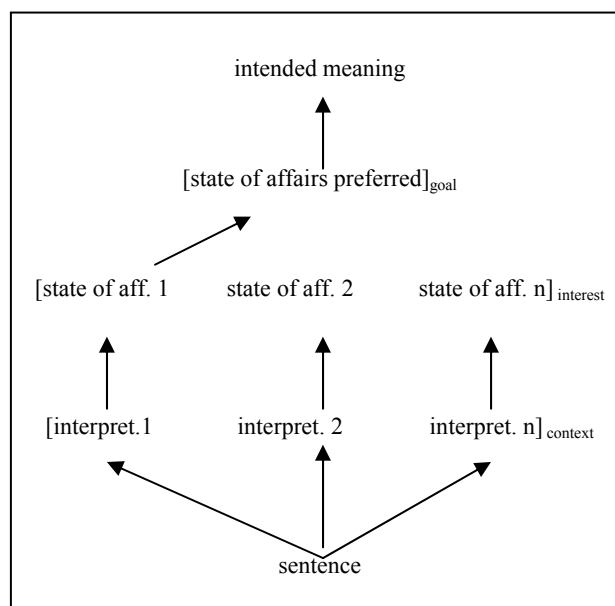 intended meaning
[state of affairs preferred]goal
[state of aff. 1 state of aff. 2 state of aff. n] interest
[interpret.1 interpret. 2 interpret. n] context
sentence